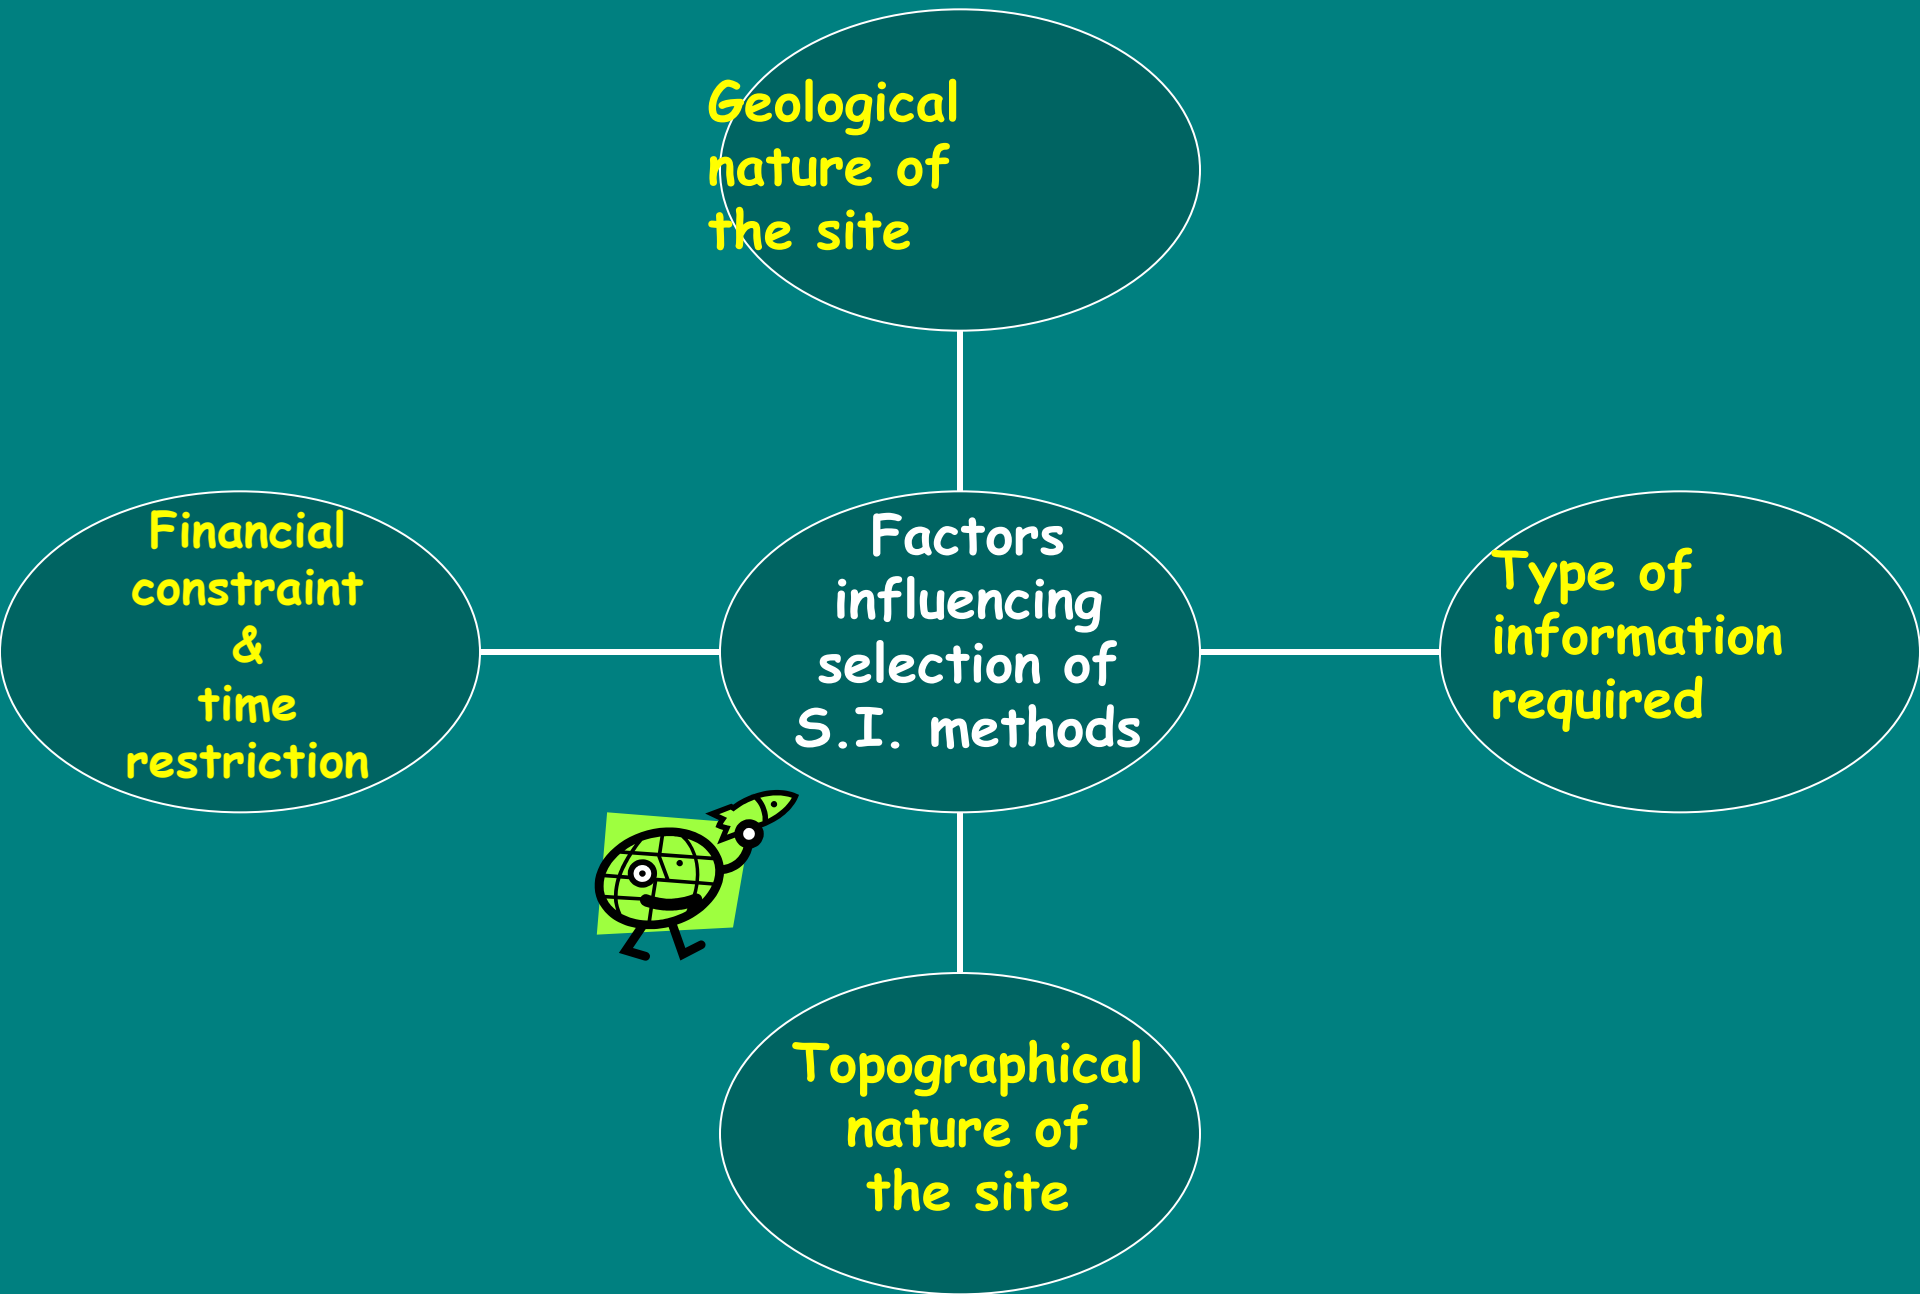 Geological
nature of
the site
Financial
constraint
&
time
restriction
Factors
influencing
selection of
S.I. methods
Type of
information
required
Topographical
nature of
the site